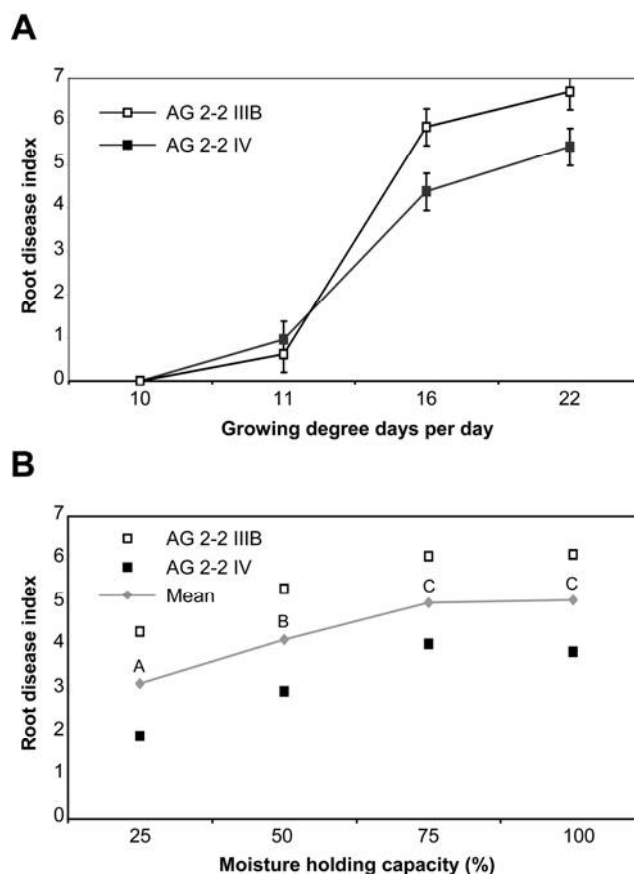 A
Root disease index
7
6
5
4
3
2
1
0
AG 2-2 IIIB
AG 2-2 IV
10 11 16 22
Growing degree days per day
B
Root disease index
7
6
5
4
3
2
1
0
AG 2-2 IIIB
AG 2-2 IV
Mean
A
B
C
C
25 50 75 100
Moisture holding capacity (%)